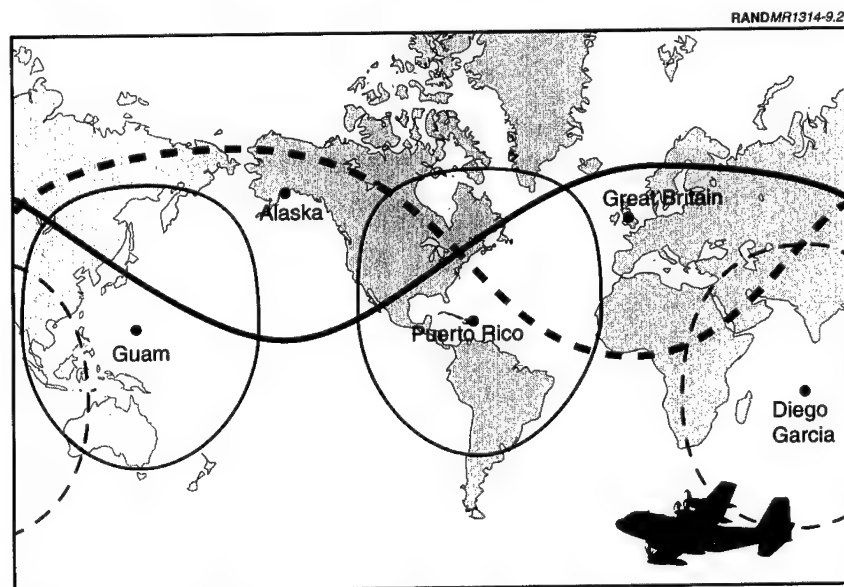 RANDMR1314-9.2
Alaska
Great Britain
Guam
Puerto Rico
Diego
Garcia